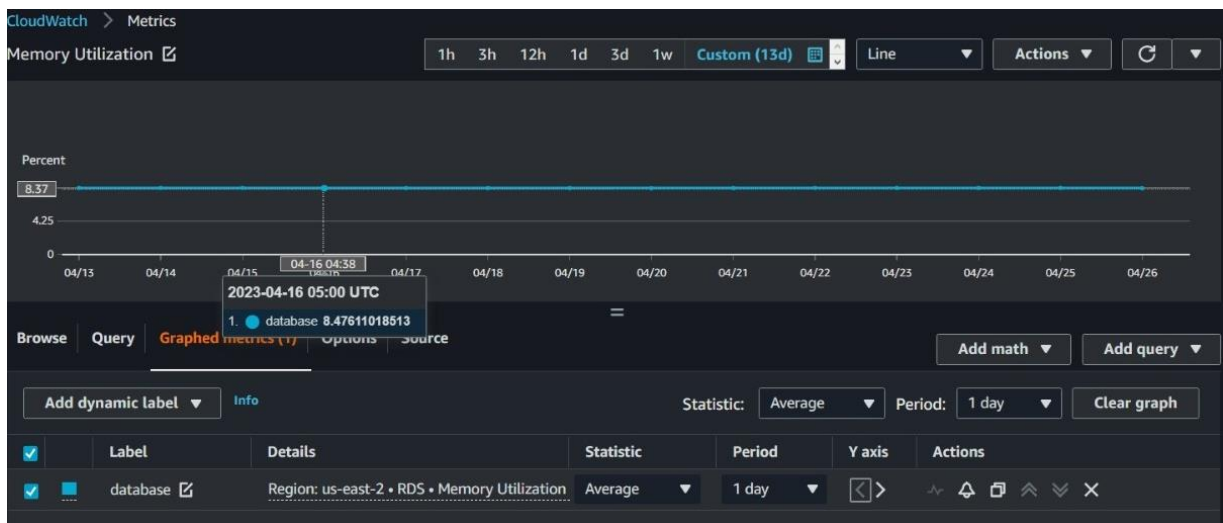 CloudWatch > Metrics
Memory Utilization
1h 3h 12h 1d 3d 1w Custom (13d) Line Actions
Percent
8.37
4.25
0
04/13 04/14 04/15 04-16 04:38 04/17 04/18 04/19 04/20 04/21 04/22 04/23 04/24 04/25 04/26
2023-04-16 05:00 UTC
1. database 8.47611018513
Browse Query Graphed metrics (1) Options Source
Add math Add query
Add dynamic label Info Statistic: Average Period: 1 day Clear graph
Label Details Statistic Period Y axis Actions
database Region: us-east-2 • RDS • Memory Utilization Average 1 day < >